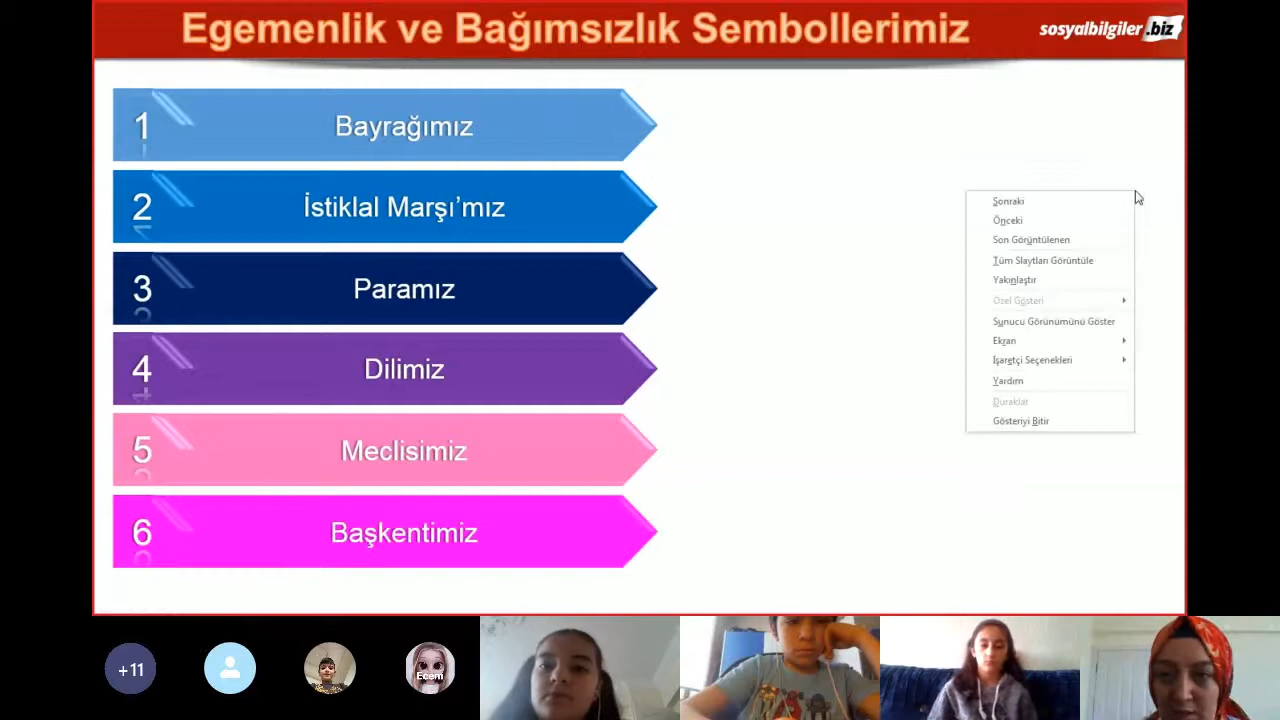 Egemenlik ve Bağımsızlık Sembollerimiz
sosyalbilgiler.biz
1 Bayrağımız
2 İstiklal Marşı’mız
3 Paramız
4 Dilimiz
5 Meclisimiz
6 Başkentimiz
Sonraki
Önceki
Son Görüntülenen
Tüm Slaytları Görüntüle
Yakınlaştır
Özel Gösteri
Sunucu Görünümünü Göster
Ekran
İşaretçi Seçenekleri
Yardım
Duraklat
Gösteriyi Bitir
+11
Ecem